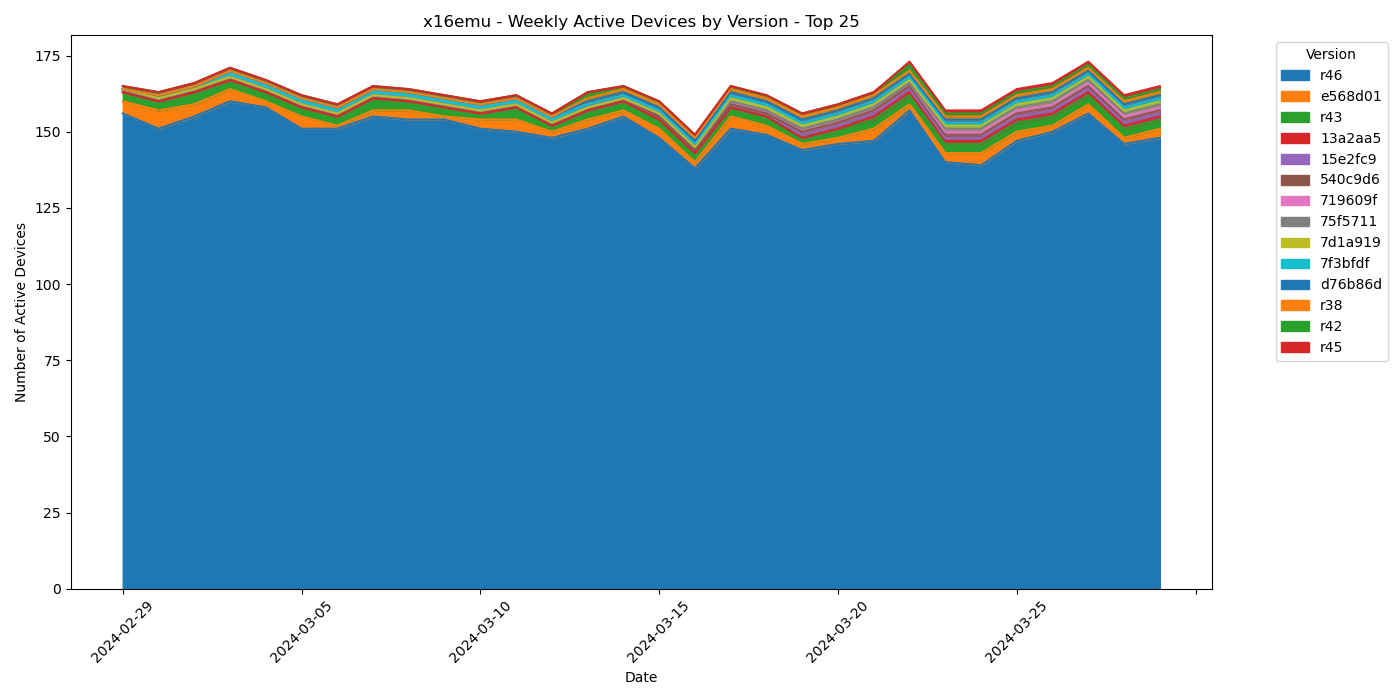 x16emu - Weekly Active Devices by Version - Top 25
Number of Active Devices
175
150
125
100
75
50
25
0
2024-02-29
2024-03-05
2024-03-10
2024-03-15
2024-03-20
2024-03-25
Date
Version
r46
e568d01
r43
13a2aa5
15e2fc9
540c9d6
719609f
75f5711
7d1a919
7f3bfdf
d76b86d
r38
r42
r45